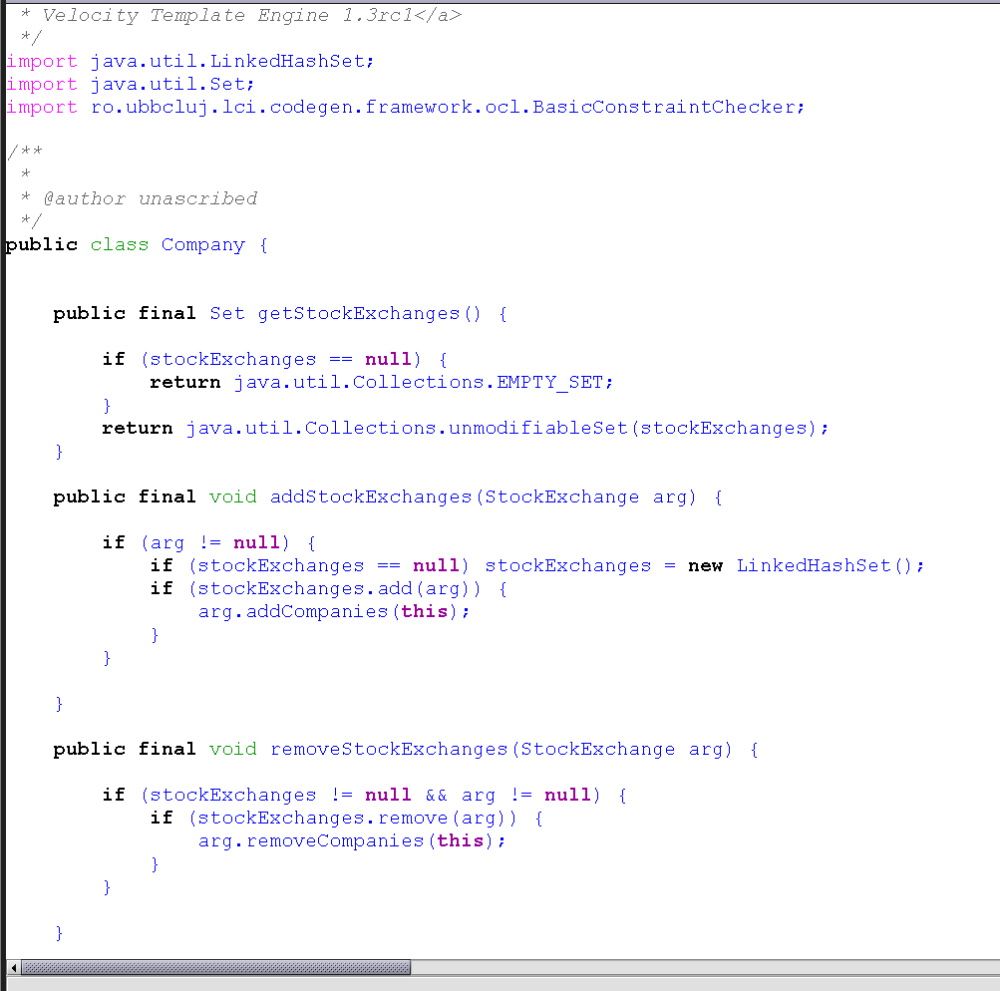 * Velocity Template Engine 1.3rc1</a>
 */
import java.util.LinkedHashSet;
import java.util.Set;
import ro.ubbcluj.lci.codegen.framework.ocl.BasicConstraintChecker;
/**
 *
 * @author unascribed
 */
public class Company {
    public final Set getStockExchanges() {
        if (stockExchanges == null) {
            return java.util.Collections.EMPTY_SET;
        }
        return java.util.Collections.unmodifiableSet(stockExchanges);
    }
    public final void addStockExchanges(StockExchange arg) {
        if (arg != null) {
            if (stockExchanges == null) stockExchanges = new LinkedHashSet();
            if (stockExchanges.add(arg)) {
                arg.addCompanies(this);
            }
        }
    }
    public final void removeStockExchanges(StockExchange arg) {
        if (stockExchanges != null && arg != null) {
            if (stockExchanges.remove(arg)) {
                arg.removeCompanies(this);
            }
        }
    }